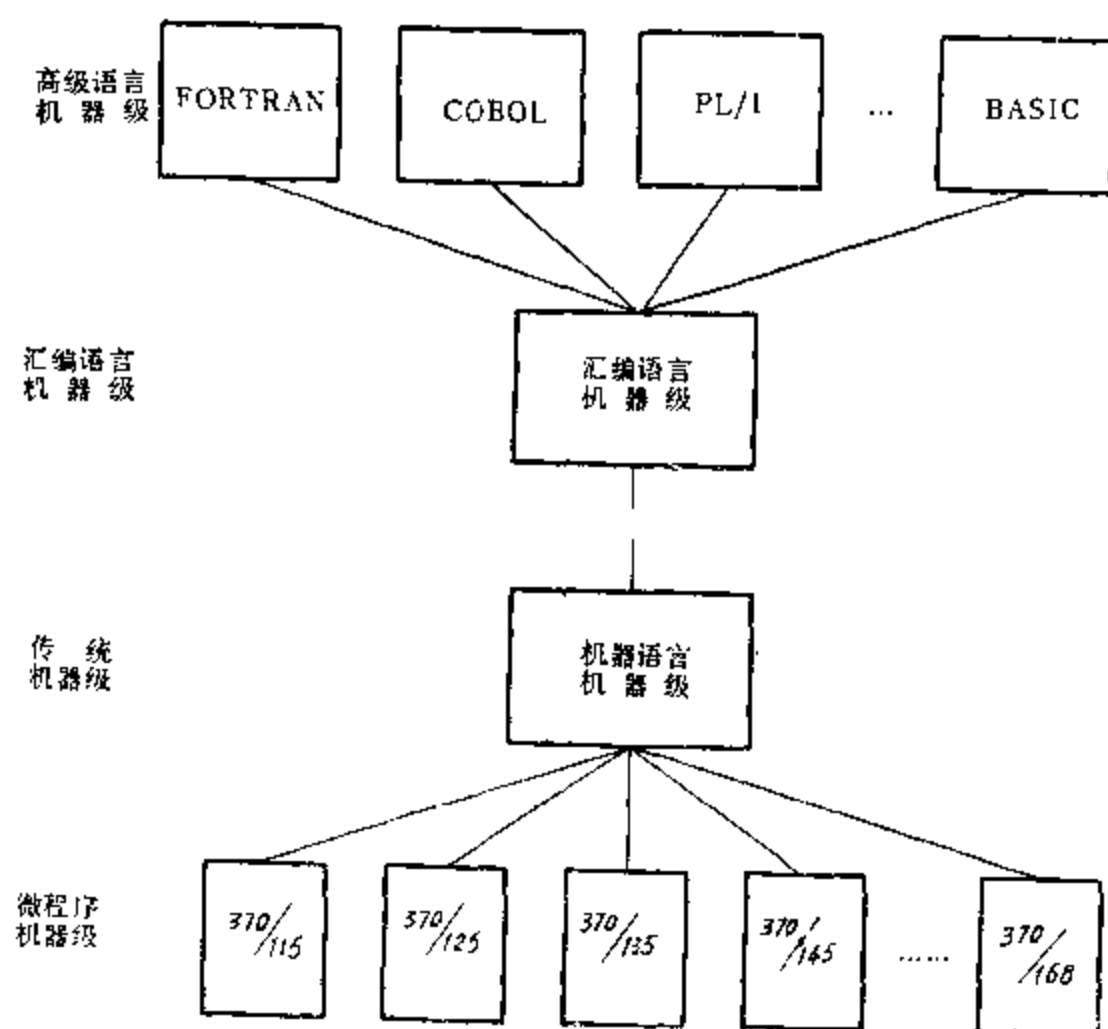 高级语言
机器级
FORTRAN
COBOL
PL/1
...
BASIC
汇编语言
机器级
汇编语言
机器级
传统
机器级
机器语言
机器级
微程序
机器级
370/115
370/125
370/135
370/145
......
370/168